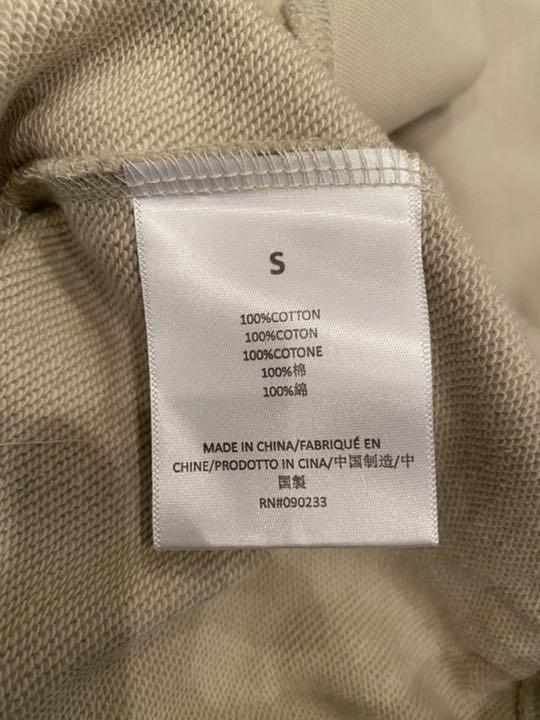 S
100%COTTON
100%COTON
100%COTONE
100%棉
100%綿
MADE IN CHINA/FABRIQUÉ EN
CHINE/PRODOTTO IN CINA/中国制造/中
国製
RN#090233